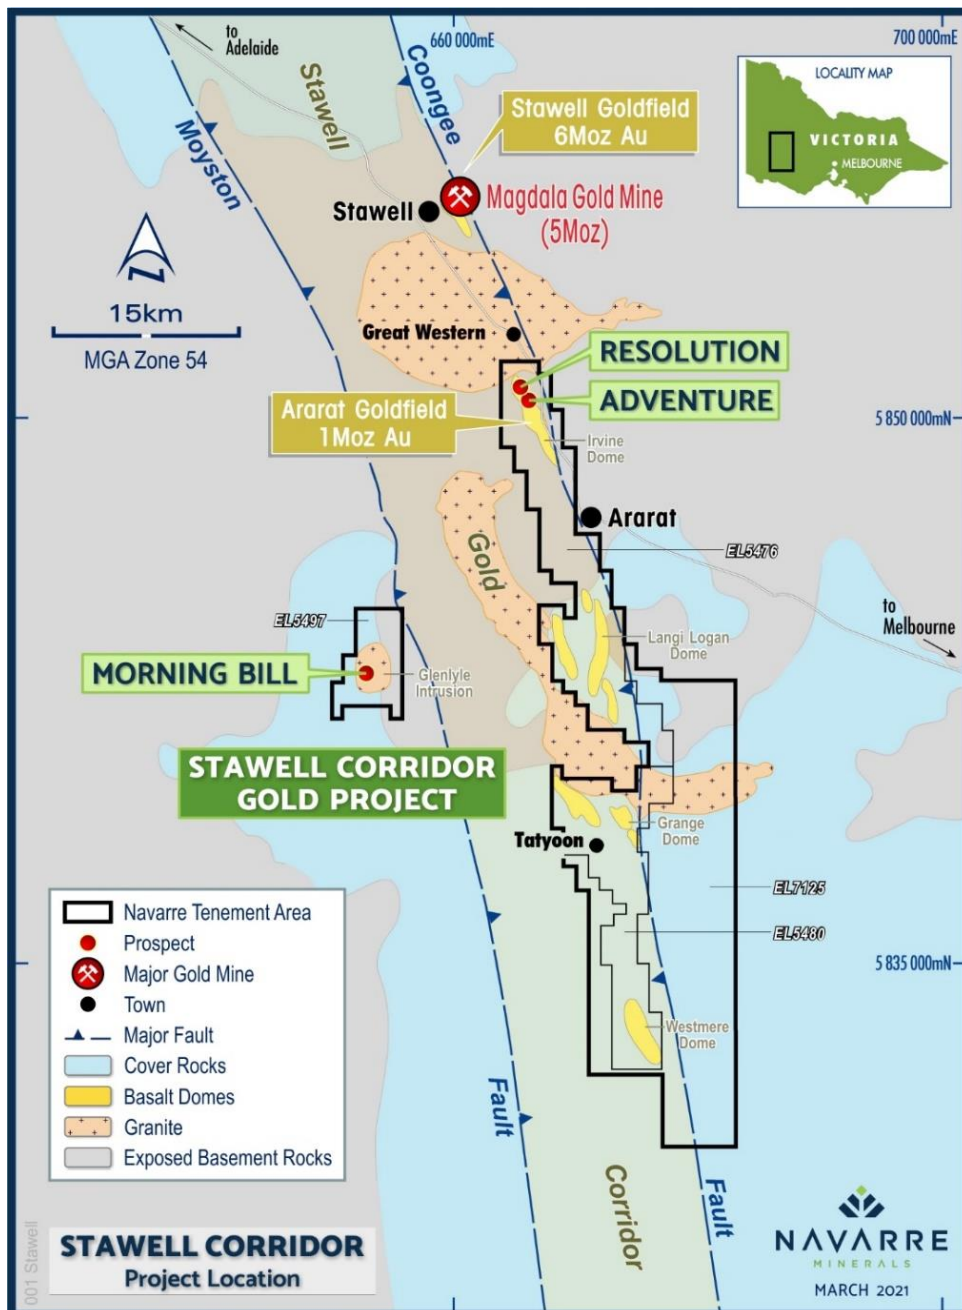 660 000mE
700 000mE
to
Adelaide
Stawell
Coongee
Moyston
Stawell Goldfield
6Moz Au
LOCALITY MAP
VICTORIA
MELBOURNE
Stawell
Magdala Gold Mine
(5Moz)
N
15km
MGA Zone 54
Great Western
RESOLUTION
ADVENTURE
Ararat Goldfield
1Moz Au
Irvine
Dome
5 850 000mN
Ararat
Gold
EL5476
to
Melbourne
EL5497
Langi Logan
Dome
MORNING BILL
Glenlyle
Intrusion
STAWELL CORRIDOR
GOLD PROJECT
Grange
Dome
Tatyoon
EL7125
EL5480
5 835 000mN
Westmere
Dome
Navarre Tenement Area
Prospect
Major Gold Mine
Town
Major Fault
Cover Rocks
Basalt Domes
Granite
Exposed Basement Rocks
Fault
Corridor
Fault
001 Stawell
STAWELL CORRIDOR
Project Location
NAVARRE
MINERALS
MARCH 2021